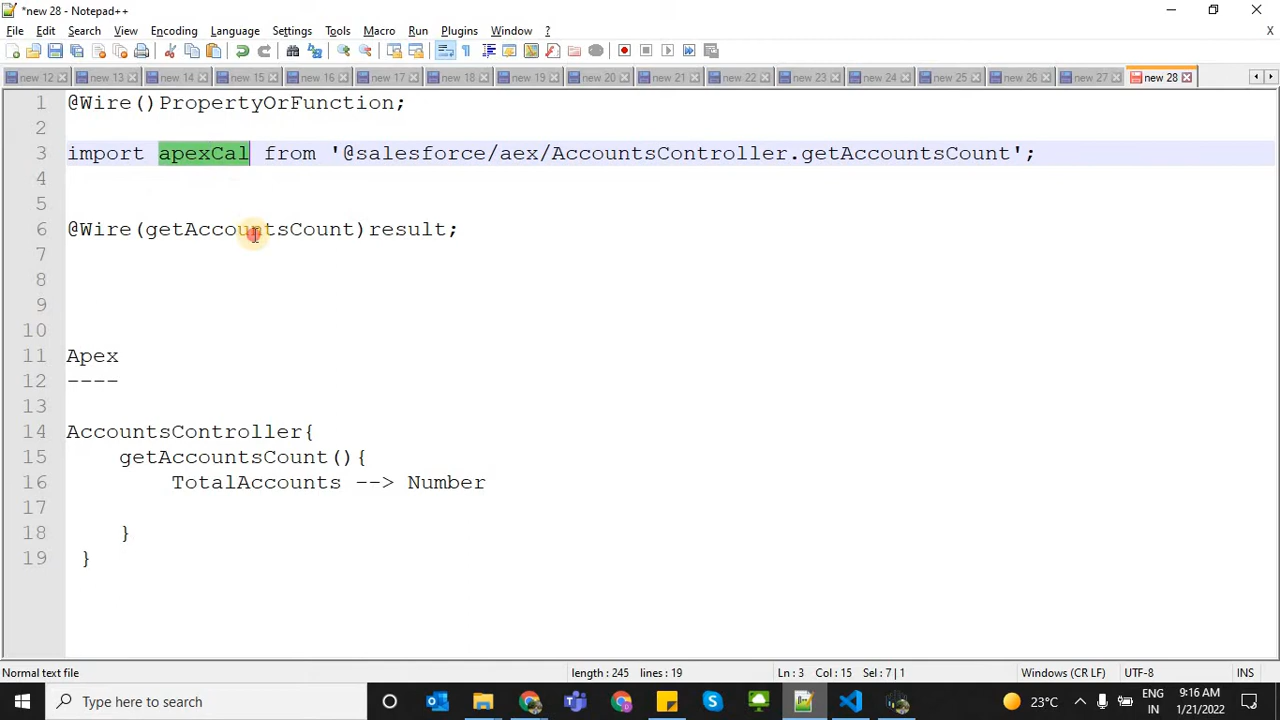 *new 28 - Notepad++
File Edit Search View Encoding Language Settings Tools Macro Run Plugins Window ?
X
new 12 new 13 new 14 new 15 new 16 new 17 new 18 new 19 new 20 new 21 new 22 new 23 new 24 new 25 new 26 new 27 new 28
1 @Wire()PropertyOrFunction;
2
3 import apexCal from '@salesforce/aex/AccountsController.getAccountsCount';
4
5
6 @Wire(getAccountsCount)result;
7
8
9
10
11 Apex
12 ----
13
14 AccountsController{
15 getAccountsCount(){
16 TotalAccounts --> Number
17
18 }
19 }
Normal text file length : 245 lines : 19 Ln : 3 Col : 15 Sel : 7 | 1 Windows (CR LF) UTF-8 INS
Type here to search 23°C ENG IN 9:16 AM 1/21/2022